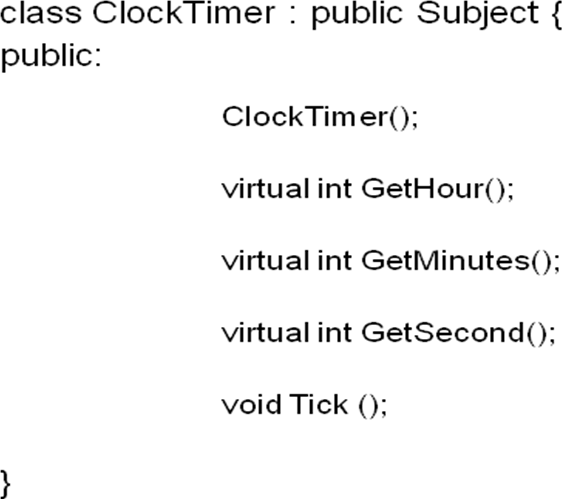 class ClockTimer : public Subject {
public:
ClockTimer();
virtual int GetHour();
virtual int GetMinutes();
virtual int GetSecond();
void Tick ();
}